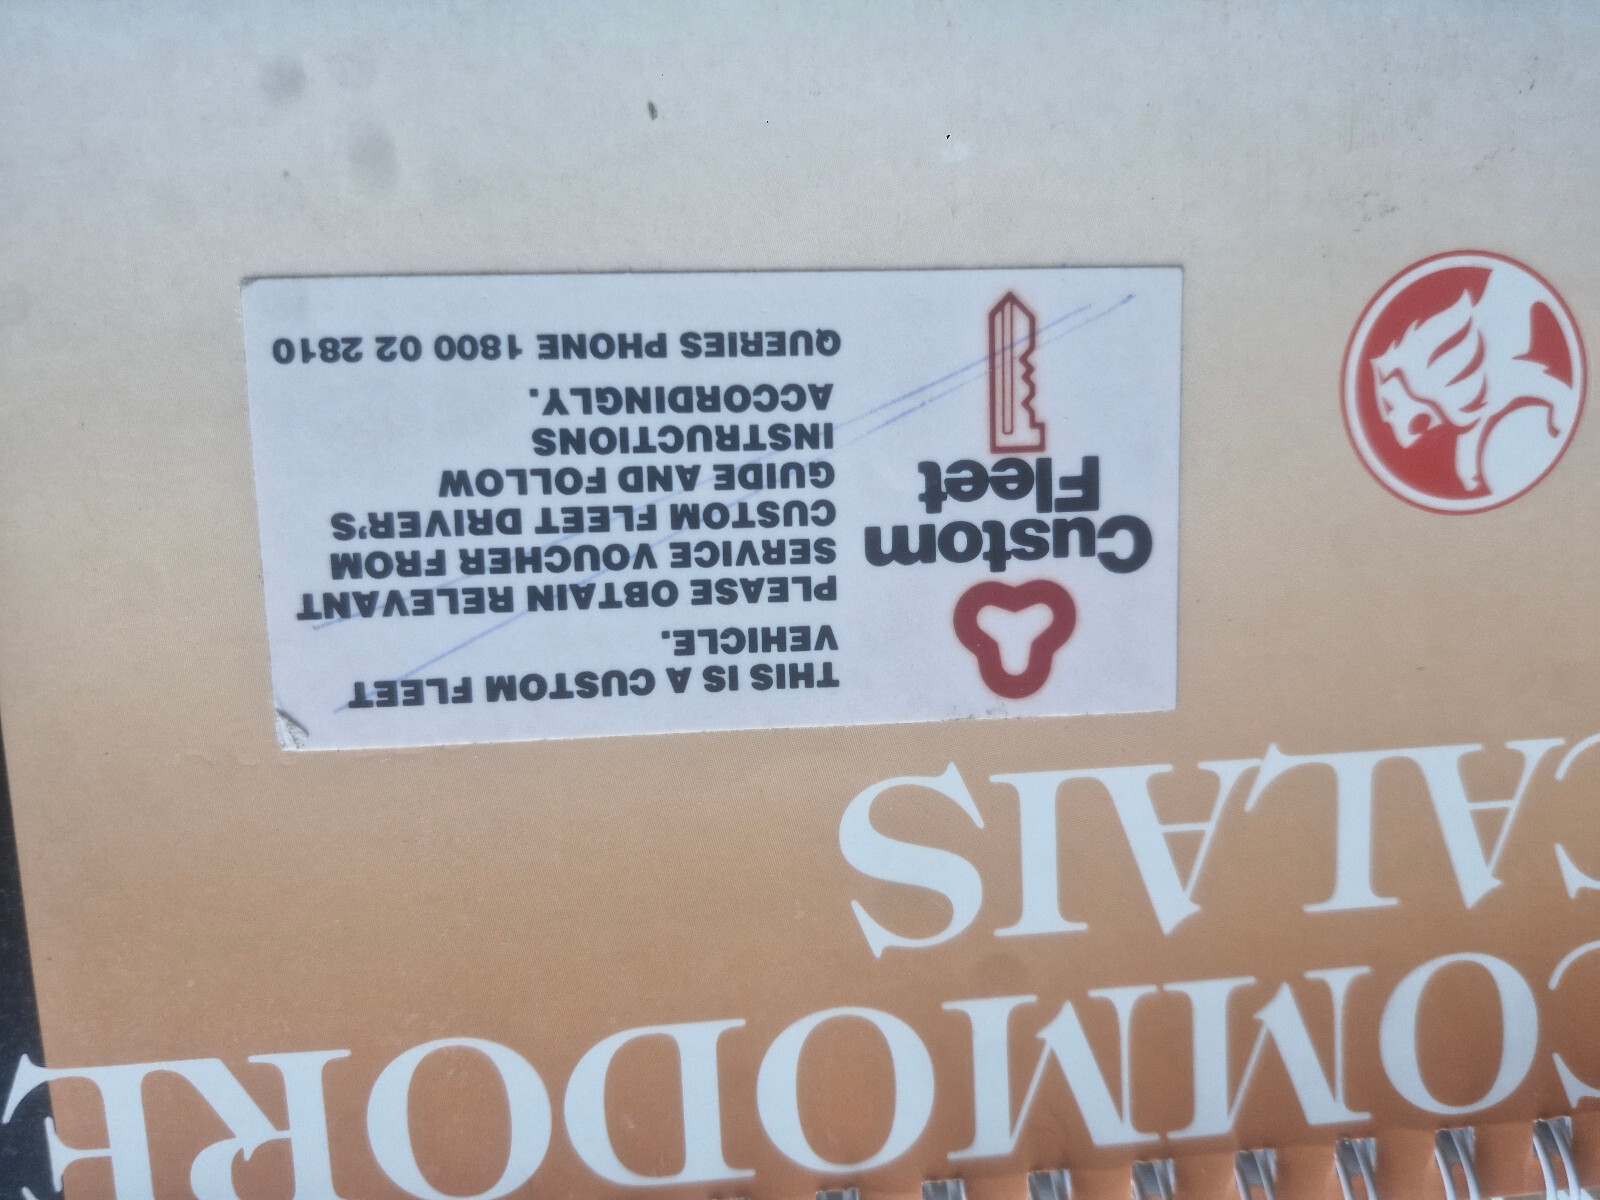 COMMODORE
CALAIS
Custom
Fleet
THIS IS A CUSTOM FLEET
VEHICLE.
PLEASE OBTAIN RELEVANT
SERVICE VOUCHER FROM
CUSTOM FLEET DRIVER'S
GUIDE AND FOLLOW
INSTRUCTIONS
ACCORDINGLY.
QUERIES PHONE 1800 02 2810